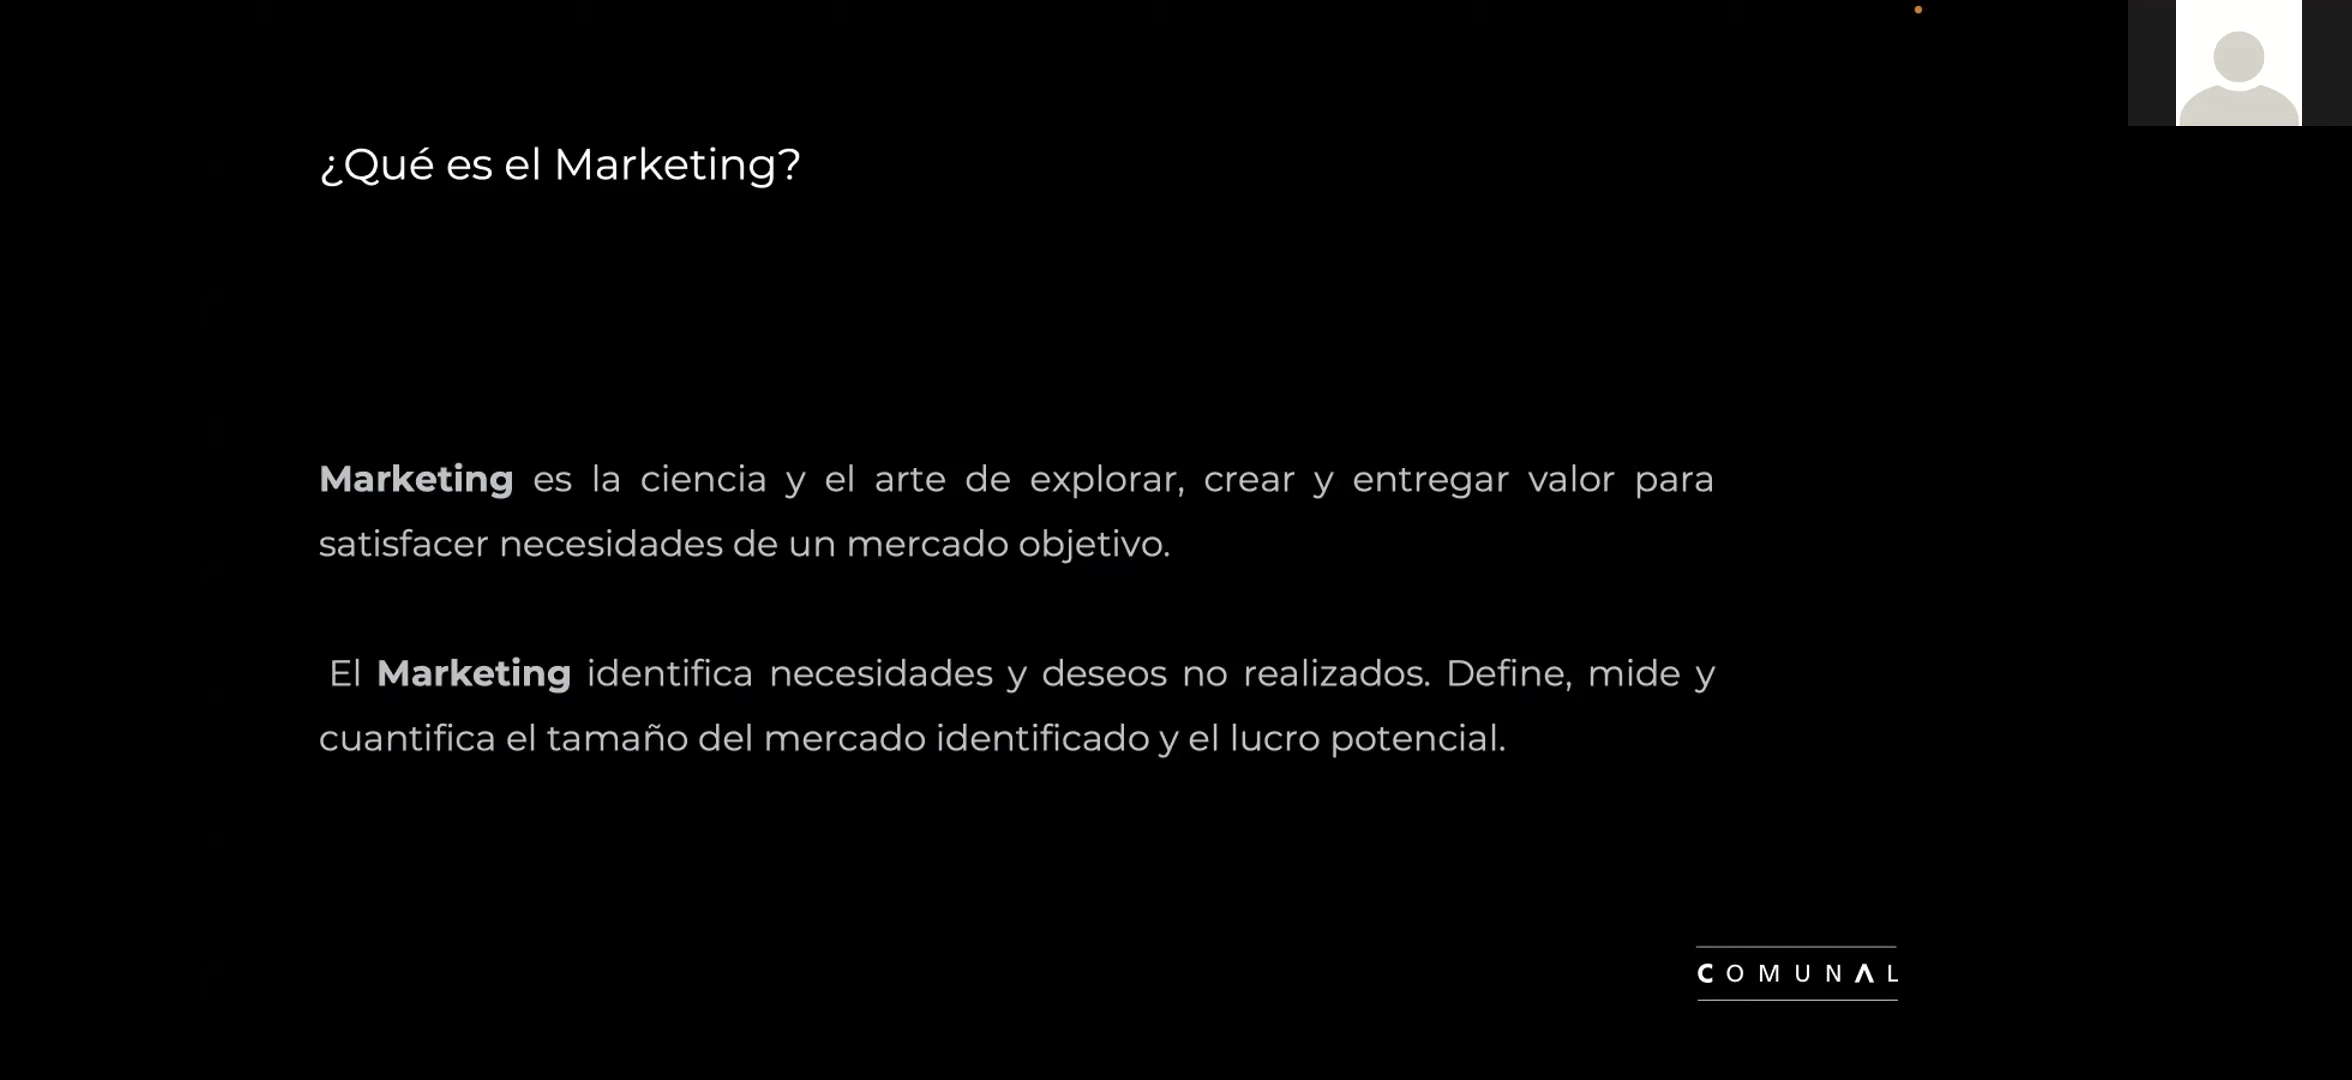 ¿Qué es el Marketing?
Marketing es la ciencia y el arte de explorar, crear y entregar valor para
satisfacer necesidades de un mercado objetivo.
El Marketing identifica necesidades y deseos no realizados. Define, mide y
cuantifica el tamaño del mercado identificado y el lucro potencial.
COMUNAL